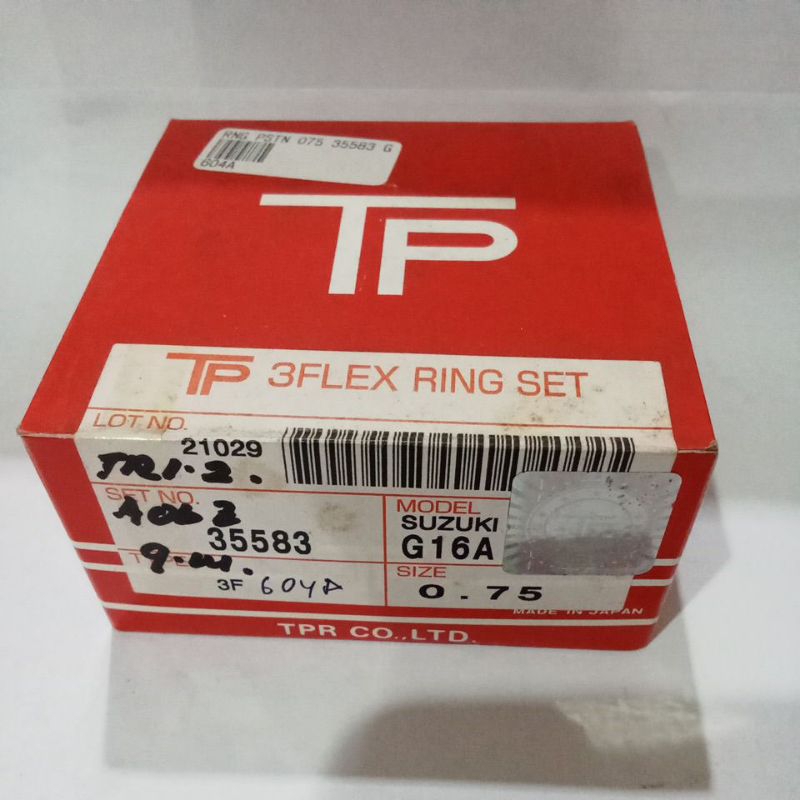 RNG PSTN 075 35583 G
604A
TP
TP 3FLEX RING SET
LOT NO.
21029
SET NO.
35583
MODEL
SUZUKI
G16A
3F 604A
SIZE
0.75
MADE IN JAPAN
TPR CO.,LTD.